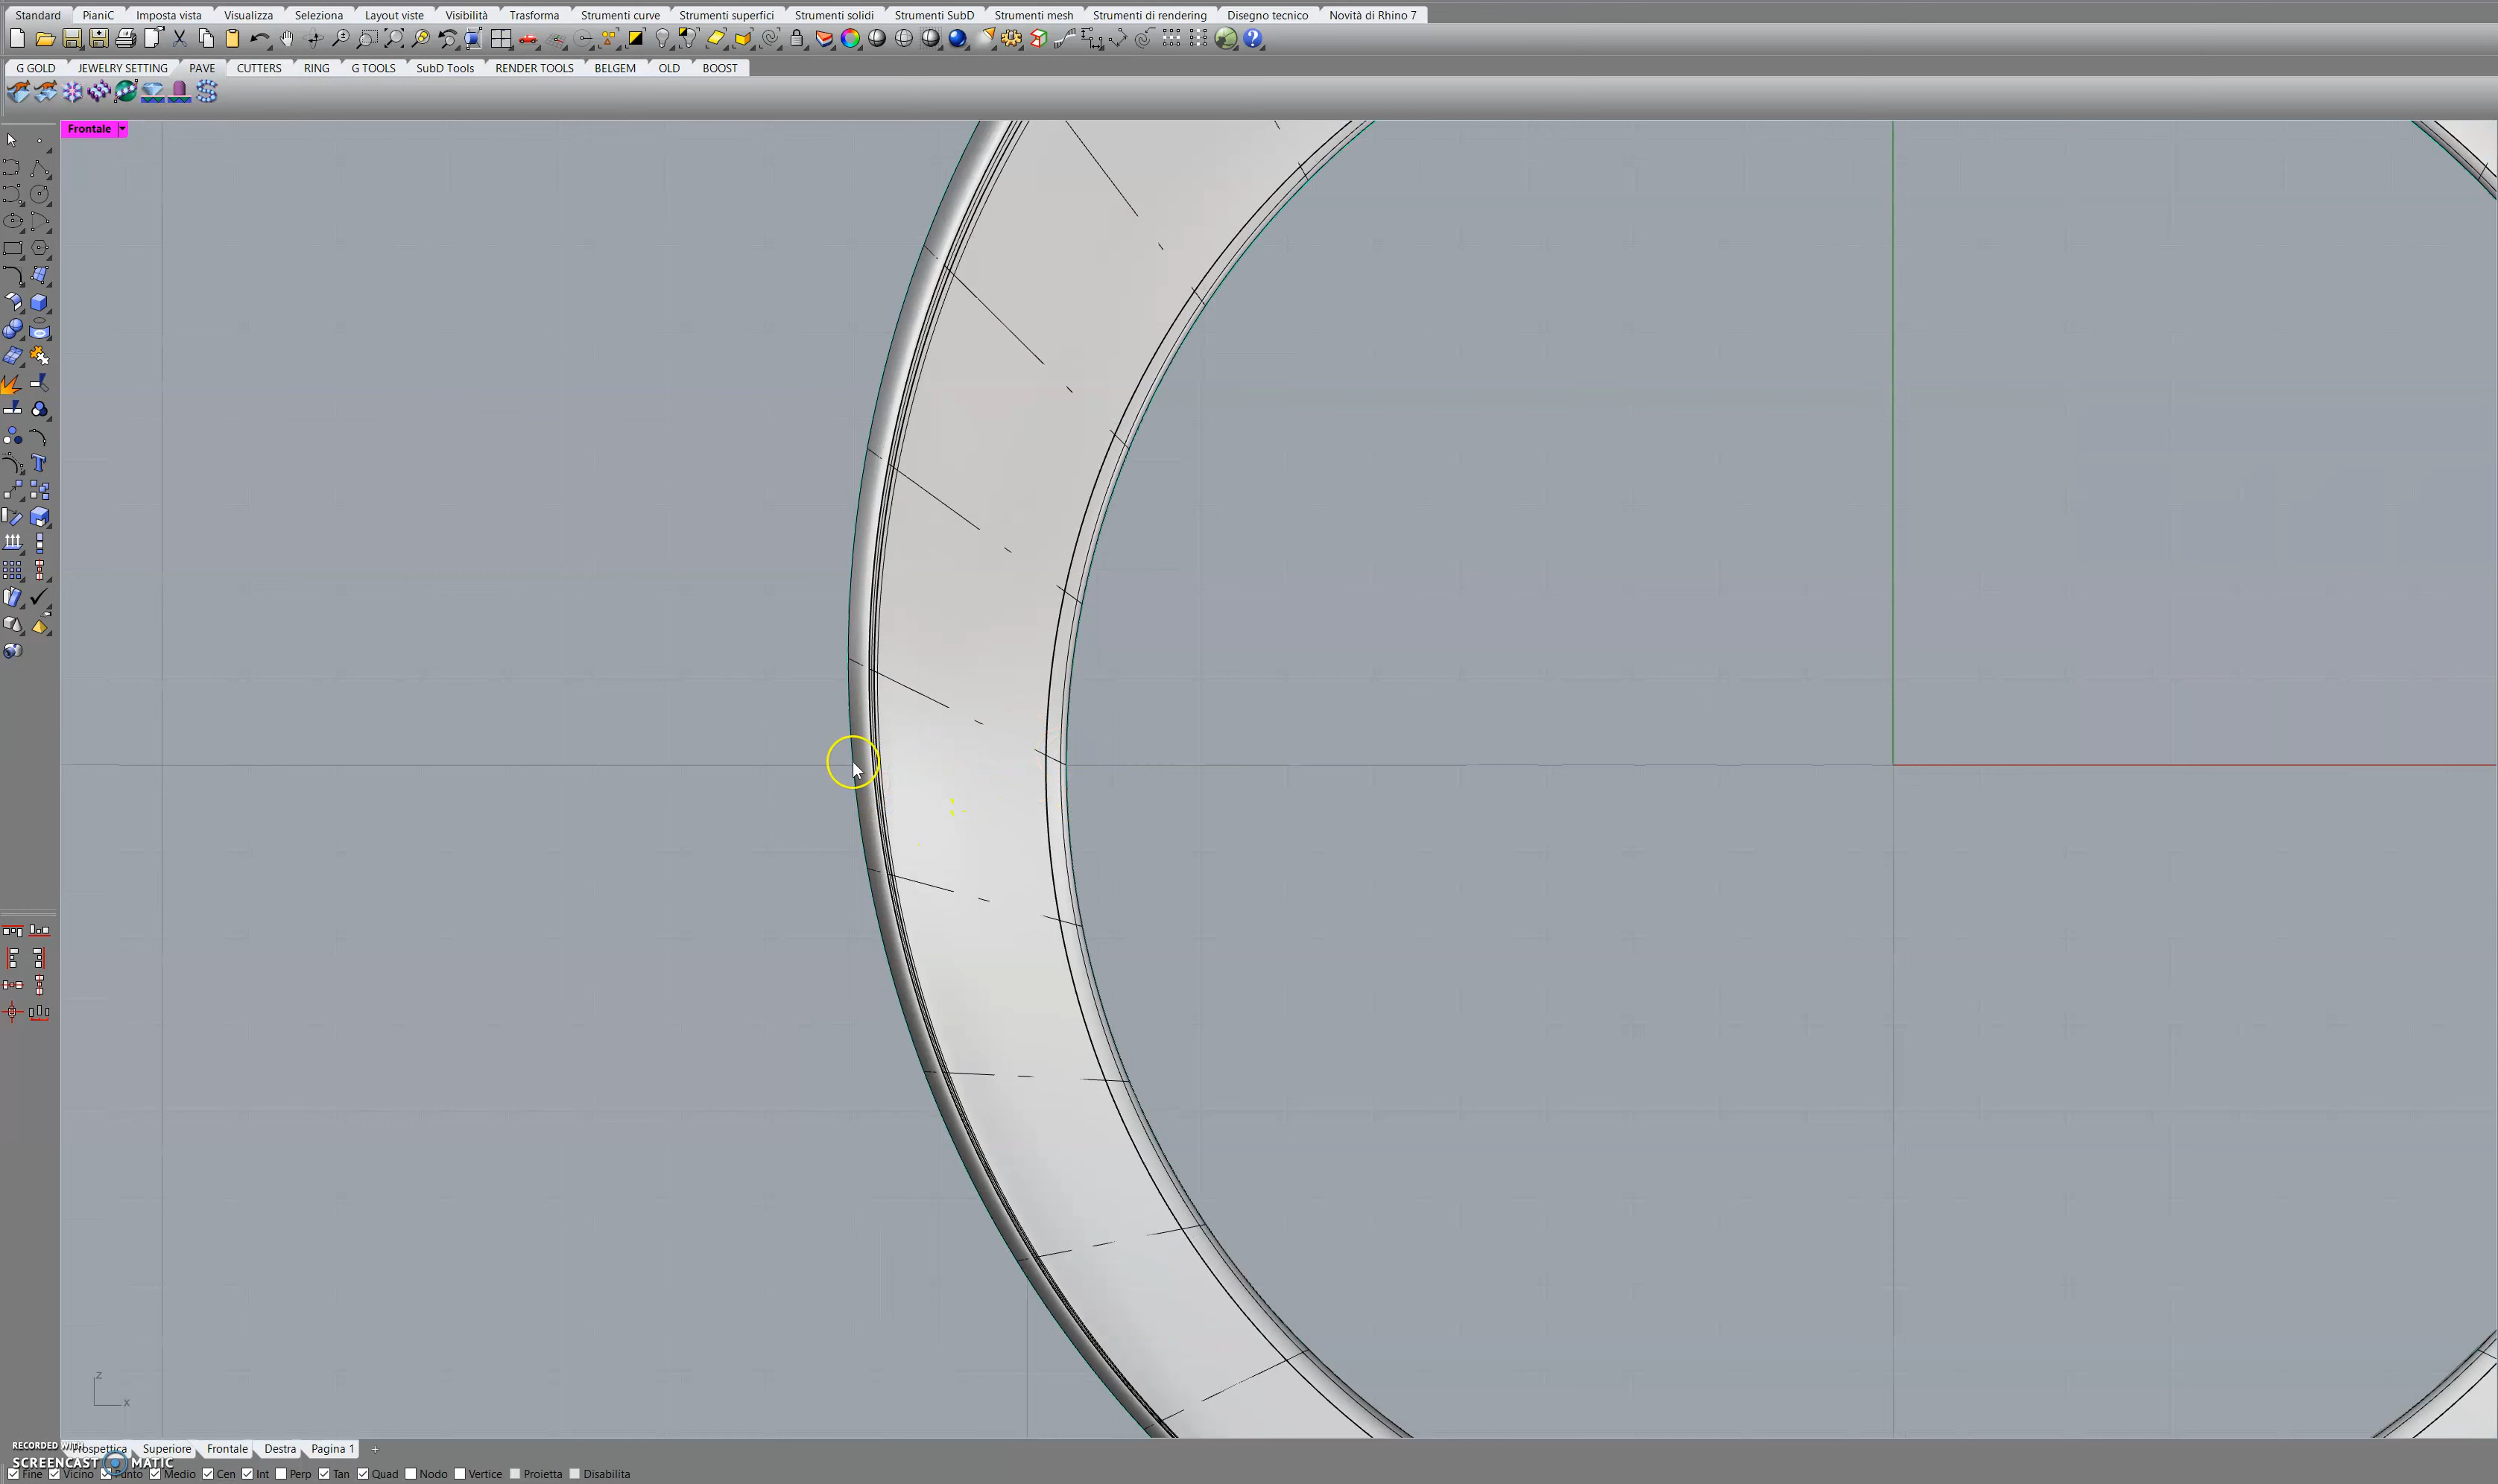 Standard PianiC Imposta vista Visualizza Seleziona Layout viste Visibilità Trasforma Strumenti curve Strumenti superfici Strumenti solidi Strumenti SubD Strumenti mesh Strumenti di rendering Disegno tecnico Novità di Rhino 7
G GOLD JEWELRY SETTING PAVE CUTTERS RING G TOOLS SubD Tools RENDER TOOLS BELGEM OLD BOOST
Frontale
z
x
Prospettica Superiore Frontale Destra Pagina 1 +
RECORDED WITH
SCREENCAST MATIC
Fine Vicino Punto Medio Cen Int Perp Tan Quad Nodo Vertice Proietta Disabilita